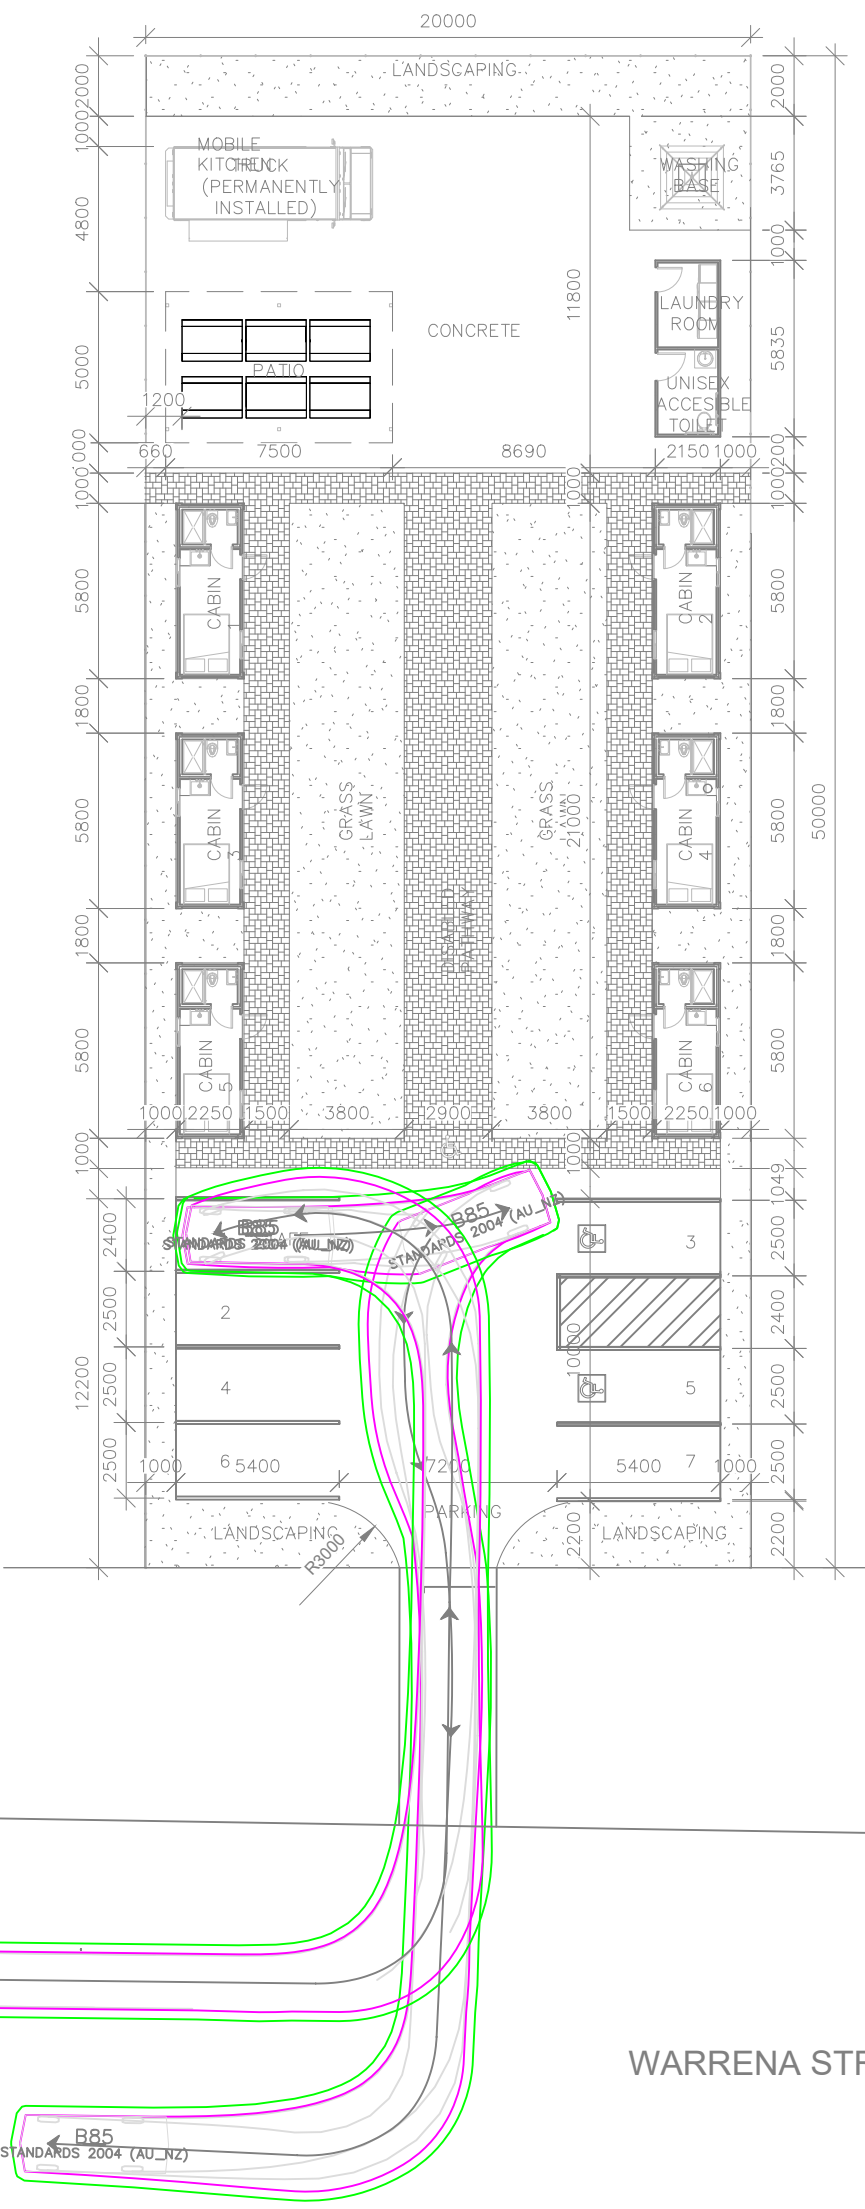 20000
LANDSCAPING
2000
1000
2000
MOBILE
KITCHEN
TRUCK
(PERMANENTLY
INSTALLED)
WASHING
BASE
3765
4800
1000
11800
LAUNDRY
ROOM
CONCRETE
5835
5000
PATIO
UNISEX
ACCESIBLE
TOILET
1200
660
7500
8690
2150
1000
1000
1000
1200
1000
5800
CABIN
1
CABIN
2
5800
1800
1800
5800
CABIN
3
GRASS
LAWN
GRASS
LAWN
21000
CABIN
4
5800
50000
1800
DISABLED
PATHWAY
1800
5800
CABIN
5
CABIN
6
5800
1000
2250
1500
3800
2900
3800
1500
2250
1000
1000
1000
1049
2400
B85
STANDARDS 2004 (AU_NZ)
B85
STANDARDS 2004 (AU_NZ)
3
2500
2500
2
2400
10000
12200
2500
4
5
2500
2500
6
7
2500
1000
5400
7200
5400
1000
PARKING
LANDSCAPING
LANDSCAPING
R3000
2200
2200
WARRENA STR
B85
STANDARDS 2004 (AU_NZ)